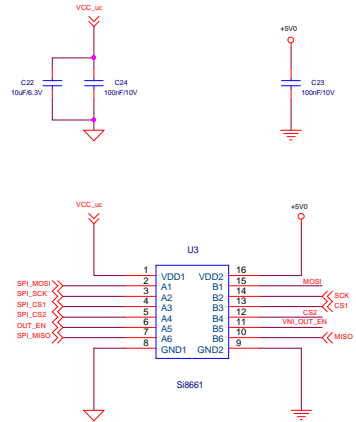 VCC_uc
+5V0
C22
10uF/6.3V
C24
100nF/10V
C23
100nF/10V
VCC_uc
+5V0
U3
1 VDD1 VDD2 16
SPI_MOSI 2 A1 B1 15 MOSI
SPI_SCK 3 A2 B2 14 SCK
SPI_CS1 4 A3 B3 13 CS1
SPI_CS2 5 A4 B4 12 CS2
OUT_EN 6 A5 B5 11 VNI_OUT_EN
SPI_MISO 7 A6 B6 10 MISO
8 GND1 GND2 9
Si8661